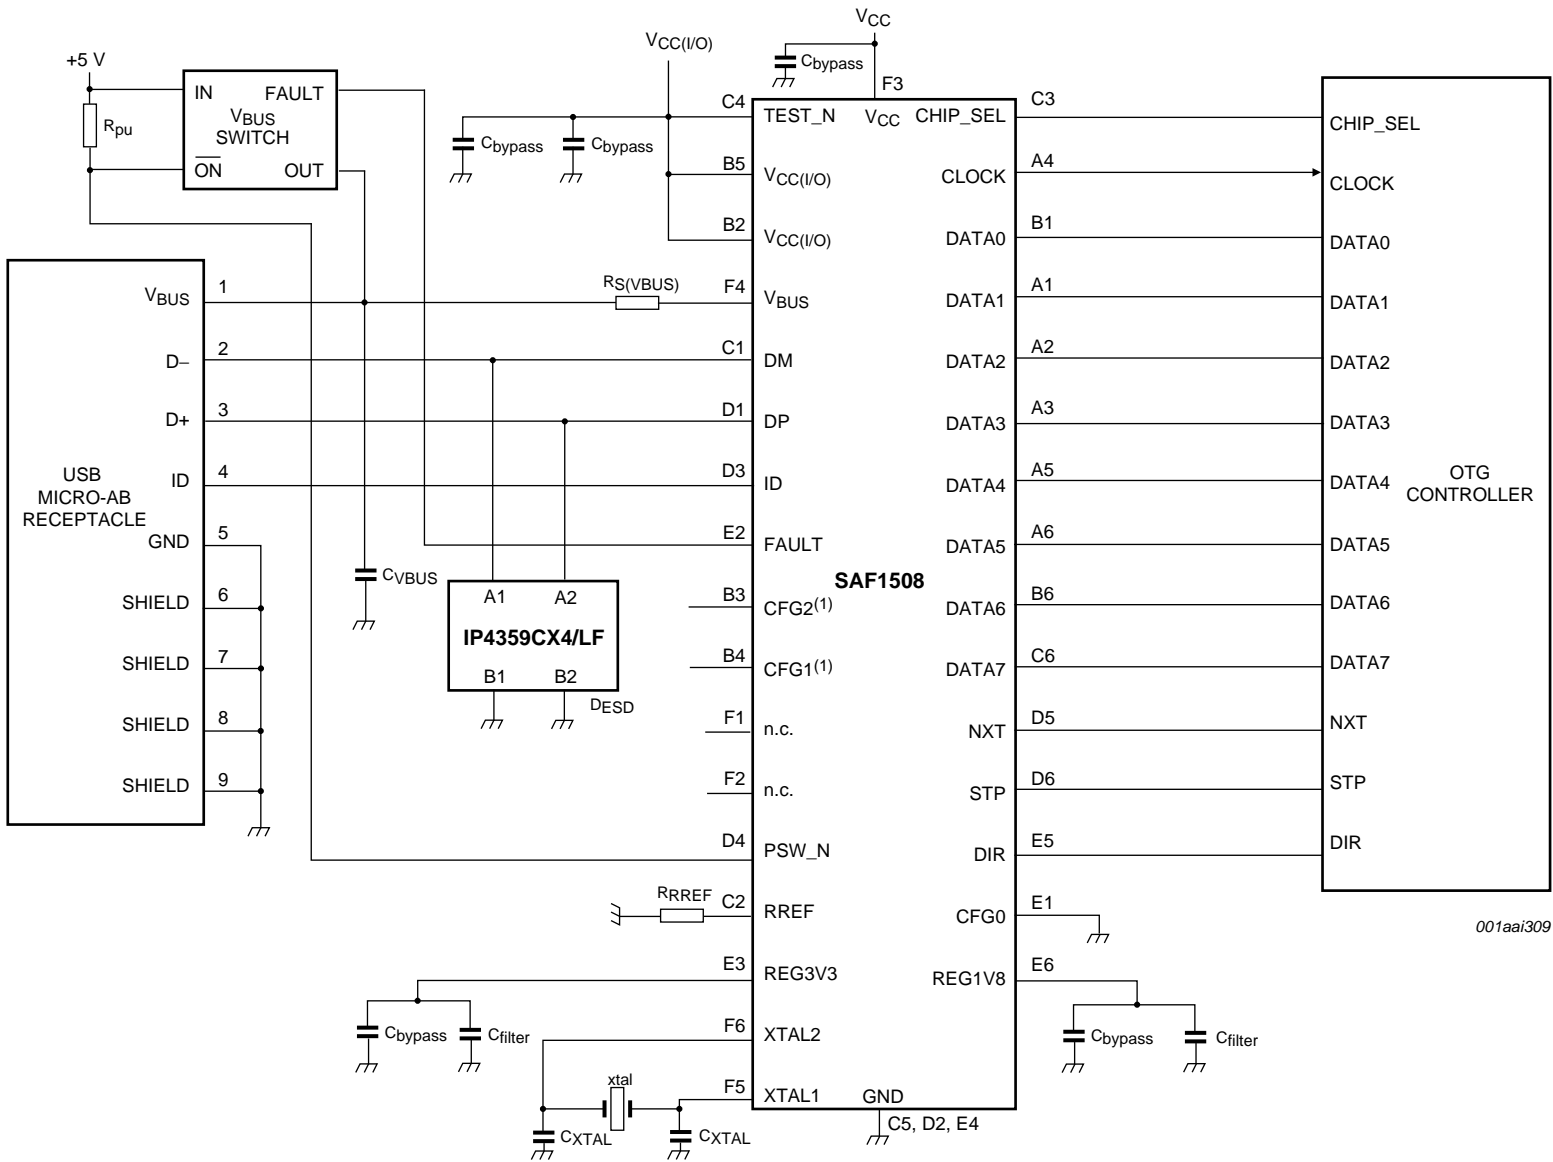 +5 V
Rpu
IN
FAULT
VBUS
SWITCH
ON
OUT
VCC(I/O)
VCC
Cbypass
Cbypass
Cbypass
F3
C4
TEST_N
VCC
CHIP_SEL
C3
CHIP_SEL
B5
VCC(I/O)
CLOCK
A4
CLOCK
B2
VCC(I/O)
DATA0
B1
DATA0
VBUS
1
RS(VBUS)
F4
VBUS
DATA1
A1
DATA1
D–
2
C1
DM
DATA2
A2
DATA2
D+
3
D1
DP
DATA3
A3
DATA3
USB
MICRO-AB
RECEPTACLE
ID
4
D3
ID
DATA4
A5
DATA4
OTG
CONTROLLER
GND
5
E2
FAULT
DATA5
A6
DATA5
SAF1508
CVBUS
SHIELD
6
A1
A2
IP4359CX4/LF
B1
B2
DESD
B3
CFG2(1)
DATA6
B6
DATA6
SHIELD
7
B4
CFG1(1)
DATA7
C6
DATA7
SHIELD
8
F1
n.c.
NXT
D5
NXT
SHIELD
9
F2
n.c.
STP
D6
STP
D4
PSW_N
DIR
E5
DIR
RRREF
C2
RREF
CFG0
E1
001aai309
E3
REG3V3
REG1V8
E6
Cbypass
Cfilter
F6
XTAL2
Cbypass
Cfilter
xtal
F5
XTAL1
GND
CXTAL
CXTAL
C5, D2, E4